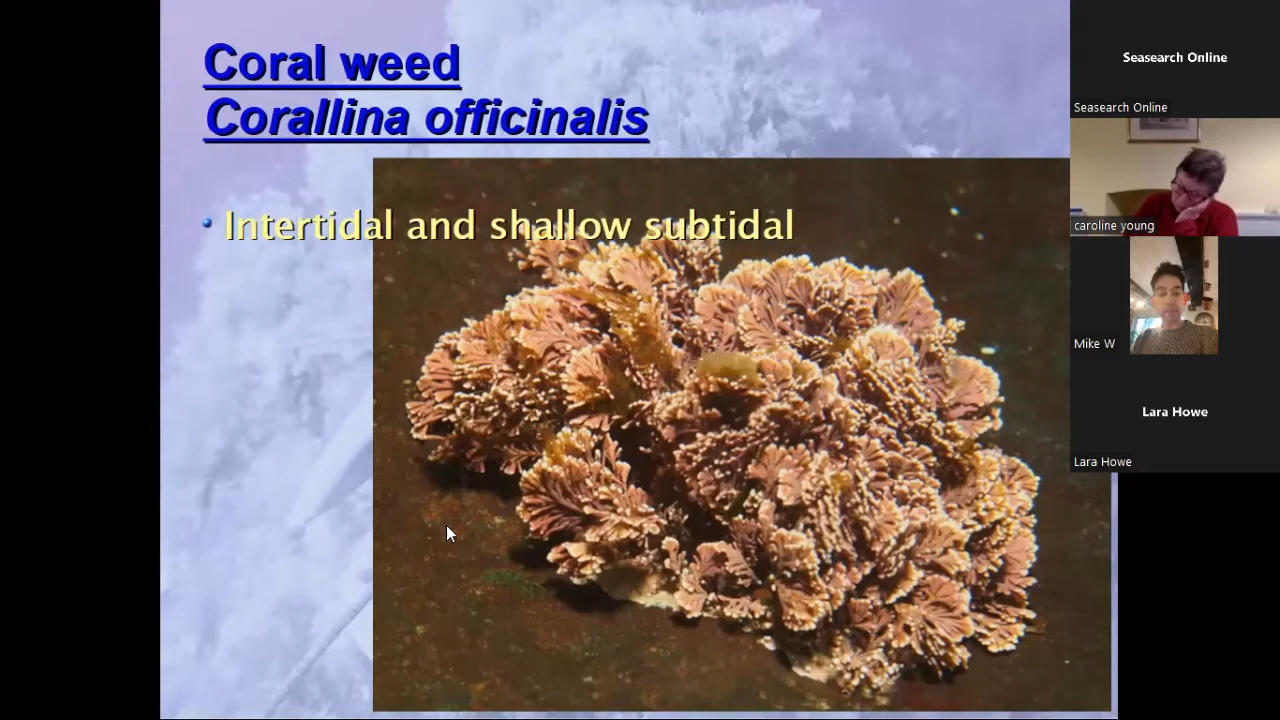 Coral weed
Corallina officinalis
Intertidal and shallow subtidal
Seasearch Online
Seasearch Online
caroline young
Mike W
Lara Howe
Lara Howe